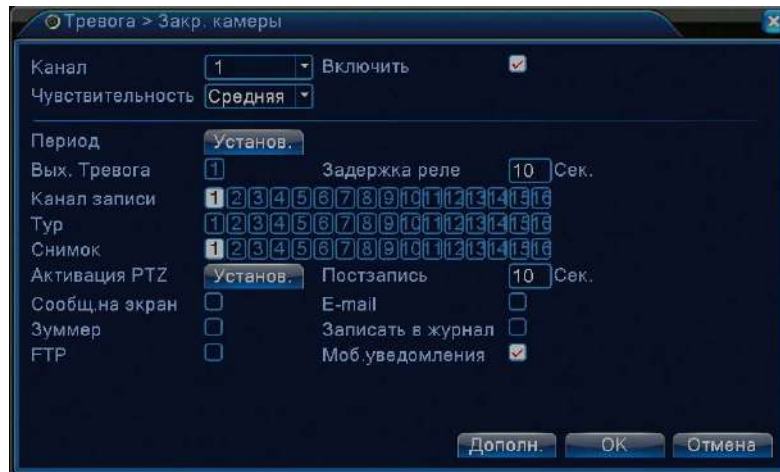 Тревога > Закр. камеры
Канал 1 Включить
Чувствительность Средняя
Период Установ.
Вых. Тревога 1 Задержка реле 10 Сек.
Канал записи 1 2 3 4 5 6 7 8 9 10 11 12 13 14 15 16
Тур 1 2 3 4 5 6 7 8 9 10 11 12 13 14 15 16
Снимок 1 2 3 4 5 6 7 8 9 10 11 12 13 14 15 16
Активация PTZ Установ. Постзапись 10 Сек.
Сообщ.на экран E-mail
Зуммер Записать в журнал
FTP Моб.уведомления
Дополн. OK Отмена